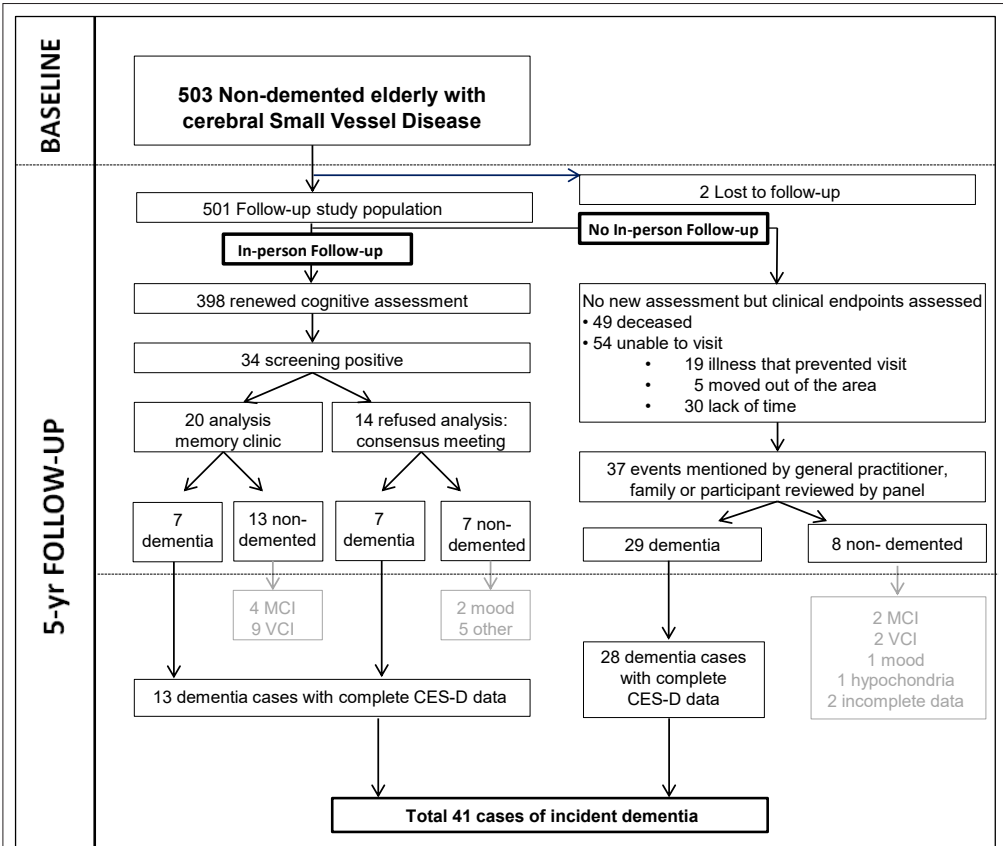 BASELINE
503 Non-demented elderly with
cerebral Small Vessel Disease
2 Lost to follow-up
501 Follow-up study population
No In-person Follow-up
In-person Follow-up
5-yr FOLLOW-UP
398 renewed cognitive assessment
No new assessment but clinical endpoints assessed
• 49 deceased
• 54 unable to visit
• 19 illness that prevented visit
• 5 moved out of the area
• 30 lack of time
34 screening positive
20 analysis
memory clinic
14 refused analysis:
consensus meeting
37 events mentioned by general practitioner,
family or participant reviewed by panel
7
dementia
13 non-
demented
7
dementia
7 non-
demented
29 dementia
8 non- demented
4 MCI
9 VCI
2 mood
5 other
2 MCI
2 VCI
1 mood
1 hypochondria
2 incomplete data
13 dementia cases with complete CES-D data
28 dementia cases
with complete
CES-D data
Total 41 cases of incident dementia